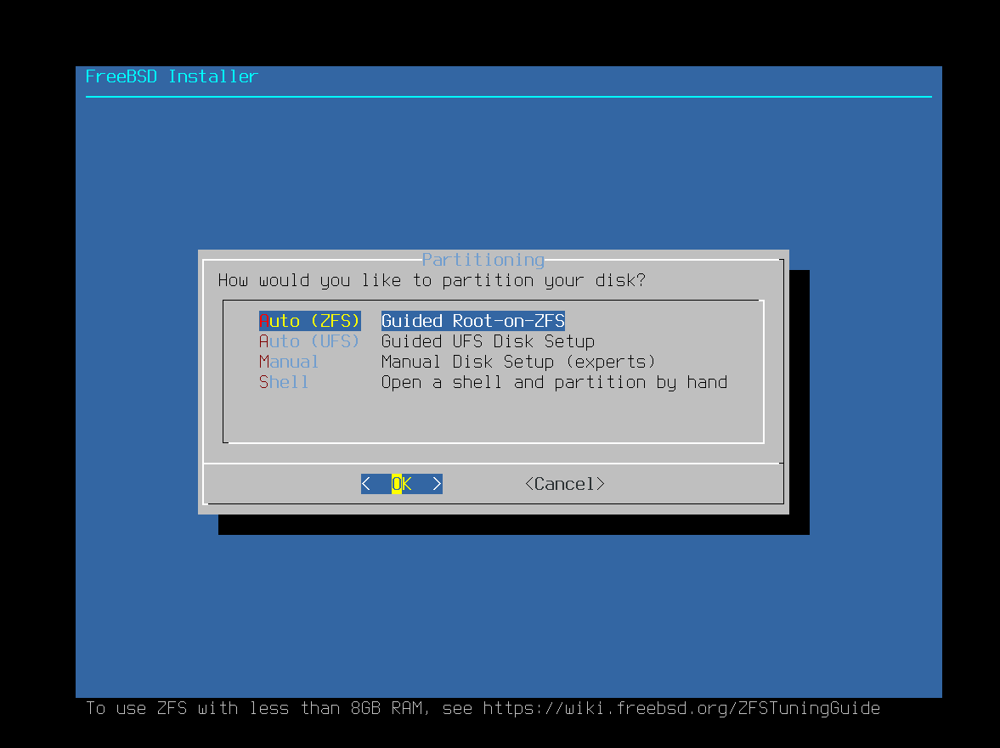 FreeBSD Installer
Partitioning
How would you like to partition your disk?
Auto (ZFS) Guided Root-on-ZFS
Auto (UFS) Guided UFS Disk Setup
Manual Manual Disk Setup (experts)
Shell Open a shell and partition by hand
< OK > <Cancel>
To use ZFS with less than 8GB RAM, see https://wiki.freebsd.org/ZFSTuningGuide